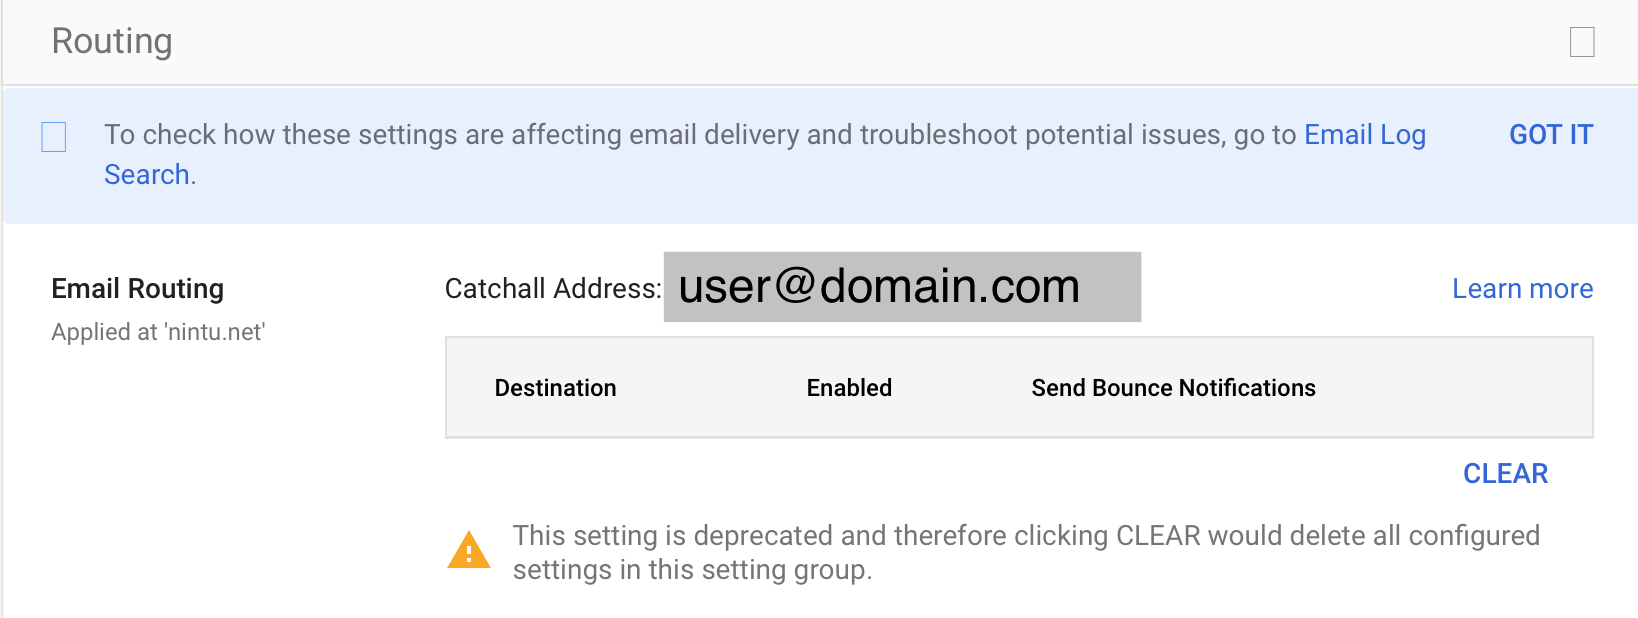 Routing
To check how these settings are affecting email delivery and troubleshoot potential issues, go to Email Log
Search.
GOT IT
Email Routing
Applied at 'nintu.net'
Catchall Address: user@domain.com
Learn more
Destination Enabled Send Bounce Notifications
CLEAR
This setting is deprecated and therefore clicking CLEAR would delete all configured
settings in this setting group.